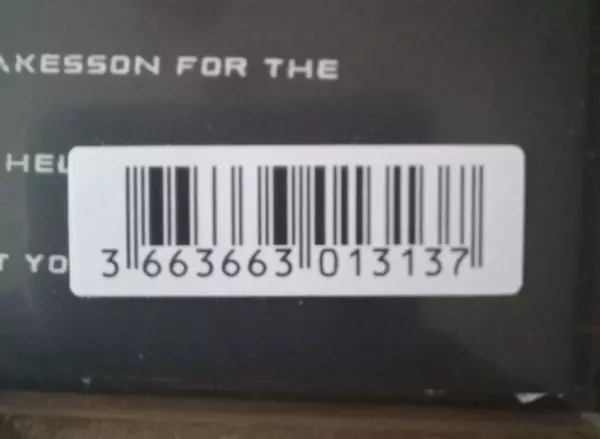 AKESSON FOR THE
HEL
T YO
3 663663 013137